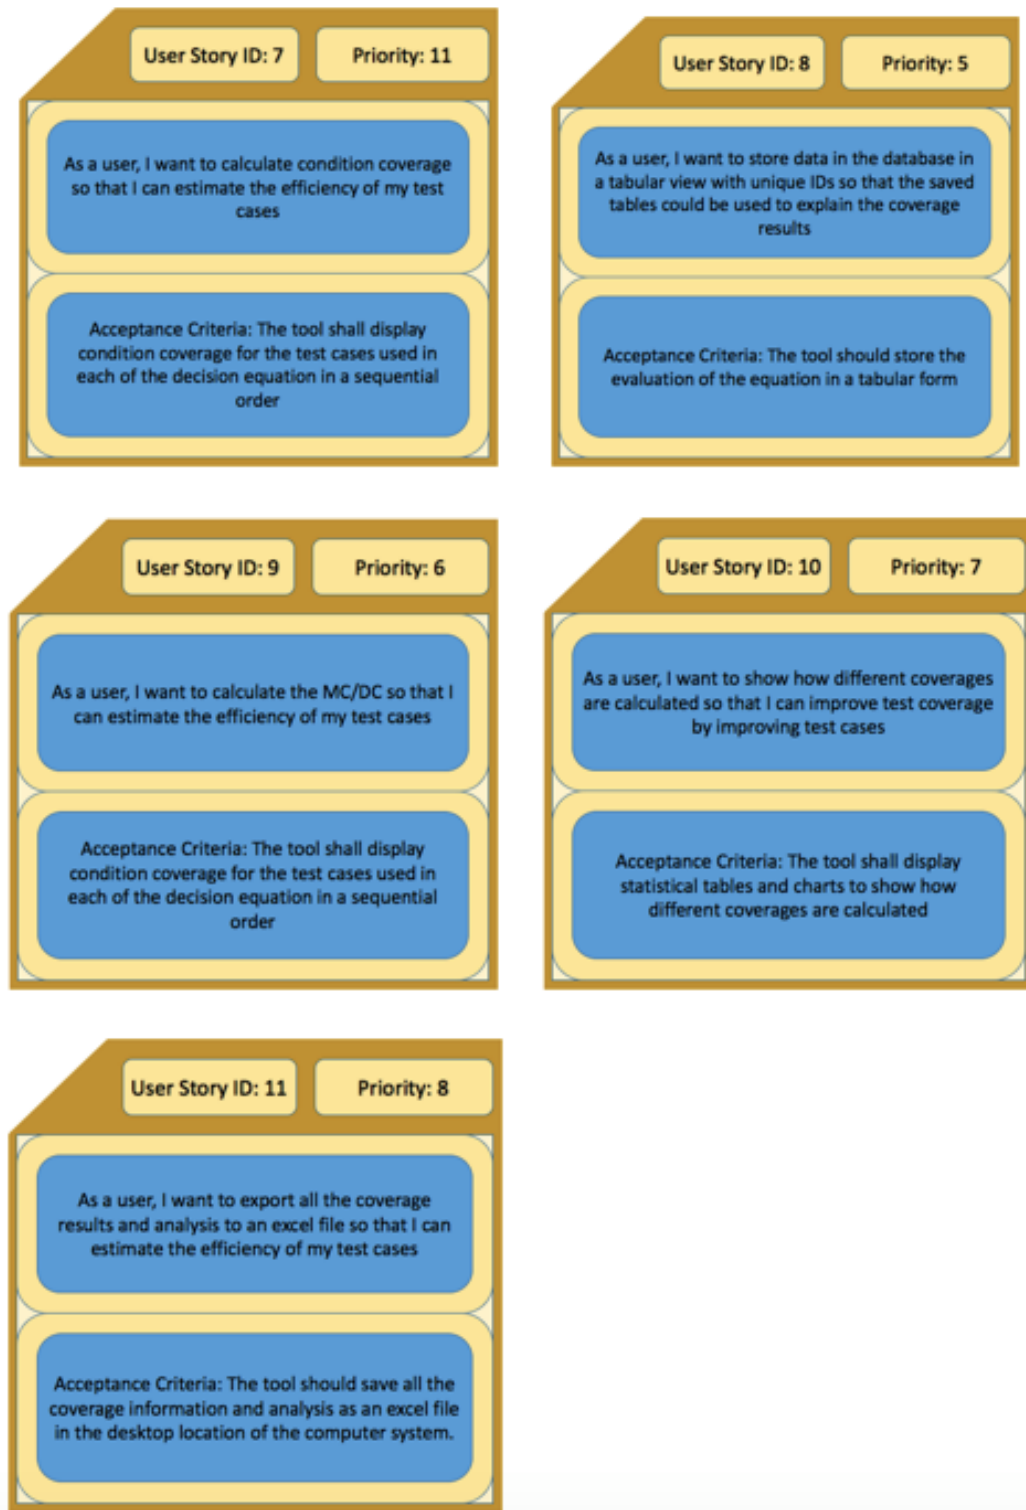 User Story ID: 7
Priority: 11
As a user, I want to calculate condition coverage
so that I can estimate the efficiency of my test
cases
Acceptance Criteria: The tool shall display
condition coverage for the test cases used in
each of the decision equation in a sequential
order
User Story ID: 8
Priority: 5
As a user, I want to store data in the database in
a tabular view with unique IDs so that the saved
tables could be used to explain the coverage
results
Acceptance Criteria: The tool should store the
evaluation of the equation in a tabular form
User Story ID: 9
Priority: 6
As a user, I want to calculate the MC/DC so that I
can estimate the efficiency of my test cases
Acceptance Criteria: The tool shall display
condition coverage for the test cases used in
each of the decision equation in a sequential
order
User Story ID: 10
Priority: 7
As a user, I want to show how different coverages
are calculated so that I can improve test coverage
by improving test cases
Acceptance Criteria: The tool shall display
statistical tables and charts to show how
different coverages are calculated
User Story ID: 11
Priority: 8
As a user, I want to export all the coverage
results and analysis to an excel file so that I can
estimate the efficiency of my test cases
Acceptance Criteria: The tool should save all the
coverage information and analysis as an excel file
in the desktop location of the computer system.